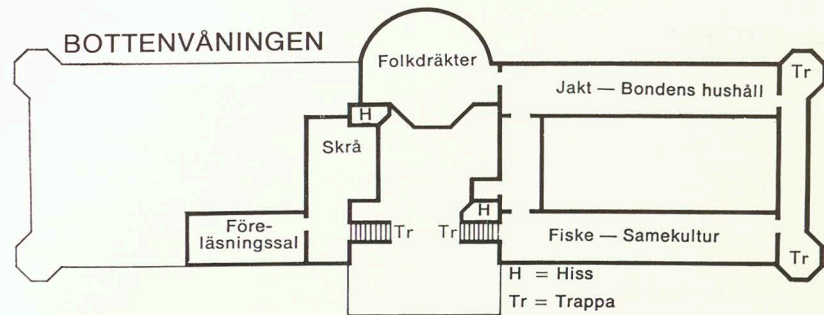 BOTTENVÅNINGEN
Folkdräkter
Tr
Jakt — Bondens hushåll
H
Skrå
H
Före-
läsningssal
Tr
Tr
Fiske — Samekultur
Tr
H = Hiss
Tr = Trappa